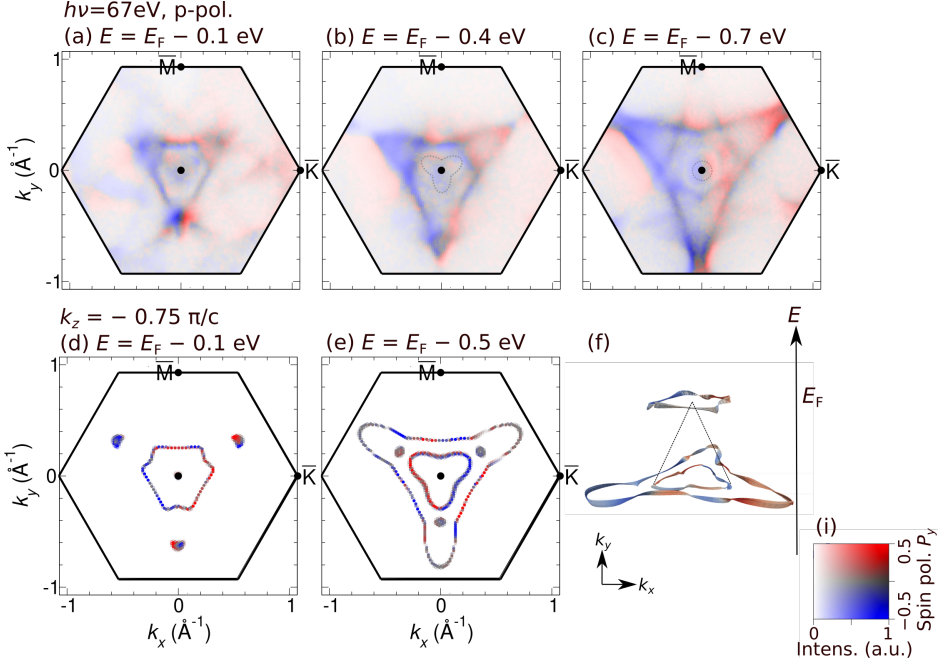 hν=67eV, p-pol.
(a) E = E_F − 0.1 eV
(b) E = E_F − 0.4 eV
(c) E = E_F − 0.7 eV
1
0
-1
k_y (Å⁻¹)
M̅
K̅
M̅
K̅
M̅
K̅
k_z = − 0.75 π/c
(d) E = E_F − 0.1 eV
(e) E = E_F − 0.5 eV
(f)
E
E_F
1
0
-1
k_y (Å⁻¹)
M̅
K̅
M̅
K̅
-1
0
1
k_x (Å⁻¹)
-1
0
1
k_x (Å⁻¹)
k_y
k_x
(i)
0.5
−0.5
Spin pol. P_y
0
1
Intens. (a.u.)